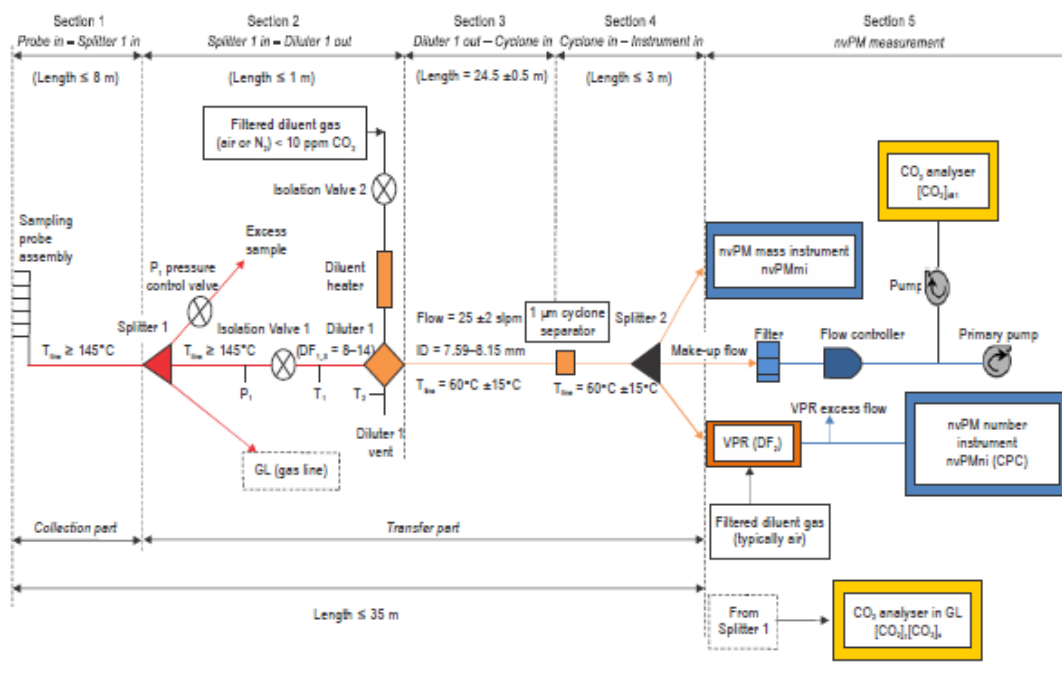 Section 1
Probe in – Splitter 1 in
(Length ≤ 8 m)
Section 2
Splitter 1 in – Diluter 1 out
(Length ≤ 1 m)
Section 3
Diluter 1 out – Cyclone in
(Length = 24.5 ±0.5 m)
Section 4
Cyclone in – Instrument in
(Length ≤ 3 m)
Section 5
nvPM measurement
Filtered diluent gas
(air or N₂) < 10 ppm CO₂
Isolation Valve 2
Sampling
probe
assembly
Excess
sample
P₁ pressure
control valve
Diluent
heater
Splitter 1
Isolation Valve 1
Diluter 1
T_line ≥ 145°C
T_line ≥ 145°C
(DF₁_S = 8–14)
P₁
T₁
T₂
Diluter 1
vent
GL (gas line)
Flow = 25 ±2 slpm
ID = 7.59–8.15 mm
T_line = 60°C ±15°C
1 μm cyclone
separator
T_line = 60°C ±15°C
Splitter 2
CO₂ analyser
[CO₂]
nvPM mass instrument
nvPMmi
Pump
Make-up flow
Filter
Flow controller
Primary pump
VPR excess flow
VPR (DF₂)
nvPM number
instrument
nvPMni (CPC)
Filtered diluent gas
(typically air)
Collection part
Transfer part
Length ≤ 35 m
From
Splitter 1
CO₂ analyser in GL
[CO₂],[CO₂]